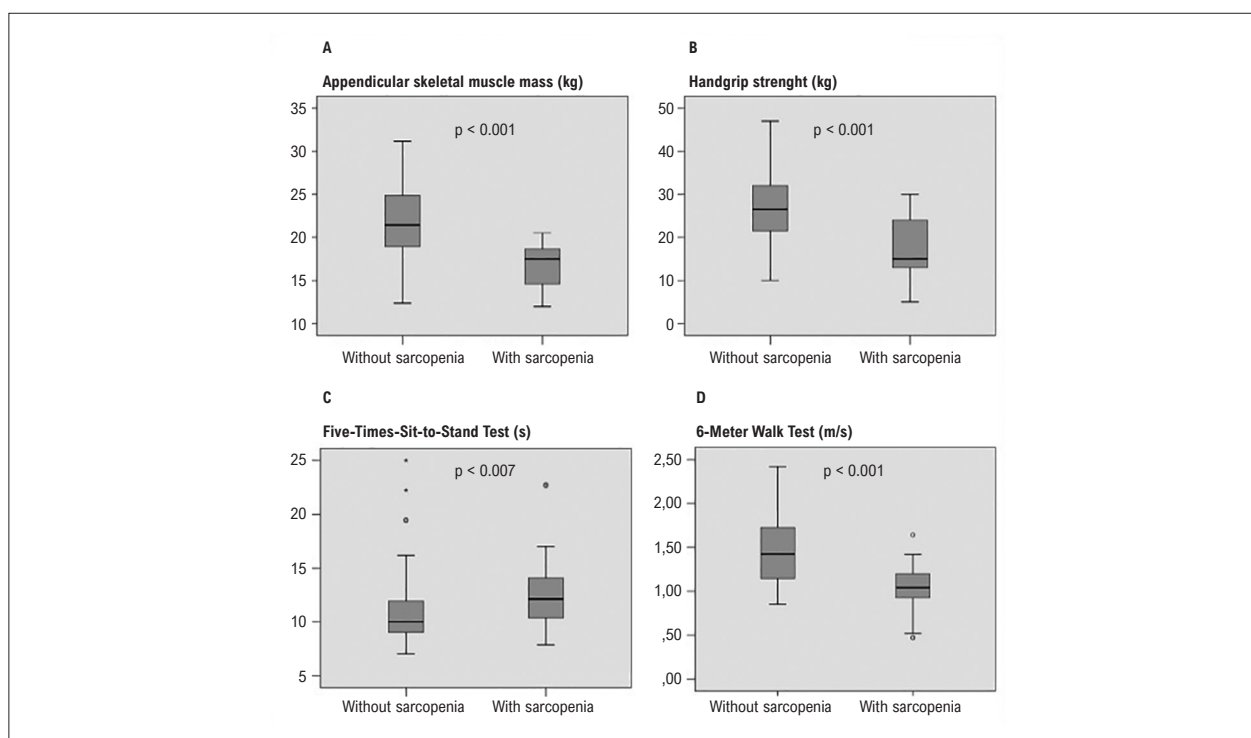 A
Appendicular skeletal muscle mass (kg)
35
30
25
20
15
10
p < 0.001
Without sarcopenia
With sarcopenia
B
Handgrip strenght (kg)
50
40
30
20
10
0
p < 0.001
Without sarcopenia
With sarcopenia
C
Five-Times-Sit-to-Stand Test (s)
25
20
15
10
5
p < 0.007
Without sarcopenia
With sarcopenia
D
6-Meter Walk Test (m/s)
2,50
2,00
1,50
1,00
,50
,00
p < 0.001
Without sarcopenia
With sarcopenia